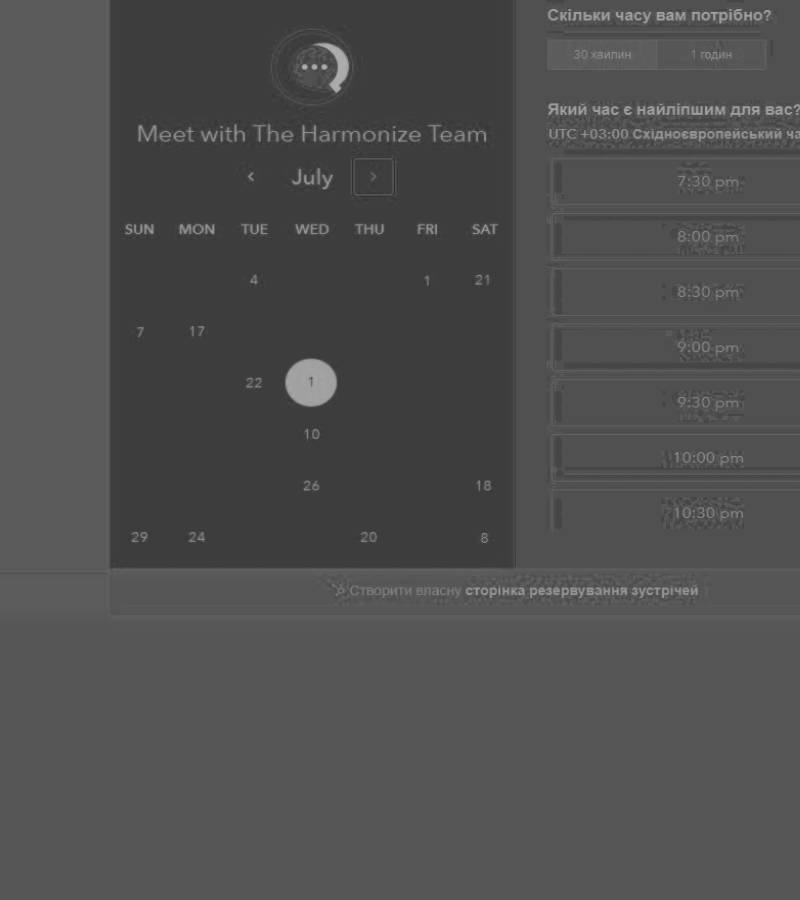 Meet with The Harmonize Team
July
SUN MON TUE WED THU FRI SAT
4 1 21
7 17
22 1
10
26 18
29 24 20 8
Скільки часу вам потрібно?
30 хвилин 1 годин
Який час є найліпшим для вас?
UTC +03:00 Східноєвропейський ча
7:30 pm
8:00 pm
8:30 pm
9:00 pm
9:30 pm
10:00 pm
10:30 pm
Створити власну сторінка резервування зустрічей